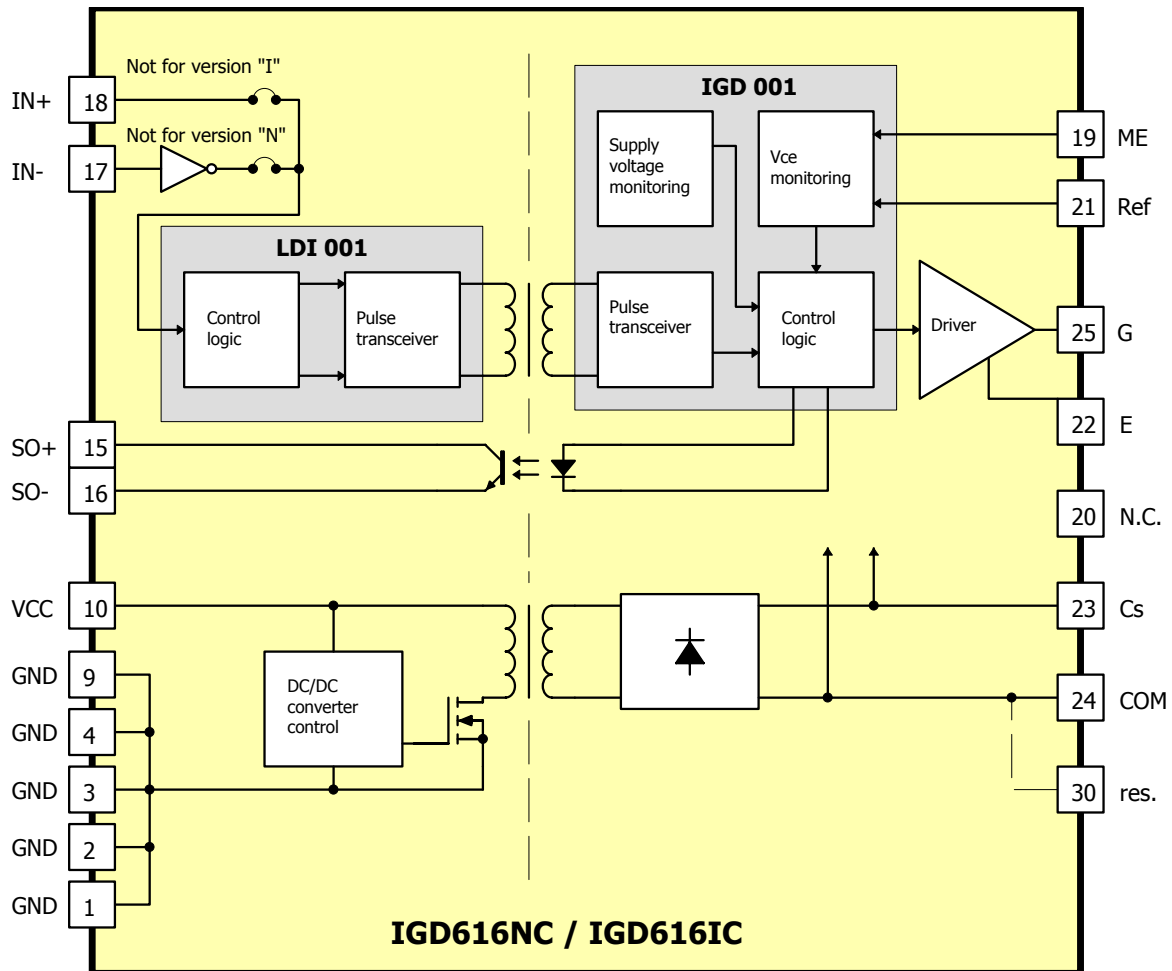 Not for version "I"
IN+
18
Not for version "N"
IN-
17
LDI 001
Control
logic
Pulse
transceiver
IGD 001
Supply
voltage
monitoring
Vce
monitoring
Pulse
transceiver
Control
logic
Driver
19
ME
21
Ref
25
G
22
E
20
N.C.
23
Cs
24
COM
30
res.
SO+
15
SO-
16
VCC
10
GND
9
GND
4
GND
3
GND
2
GND
1
DC/DC
converter
control
IGD616NC / IGD616IC